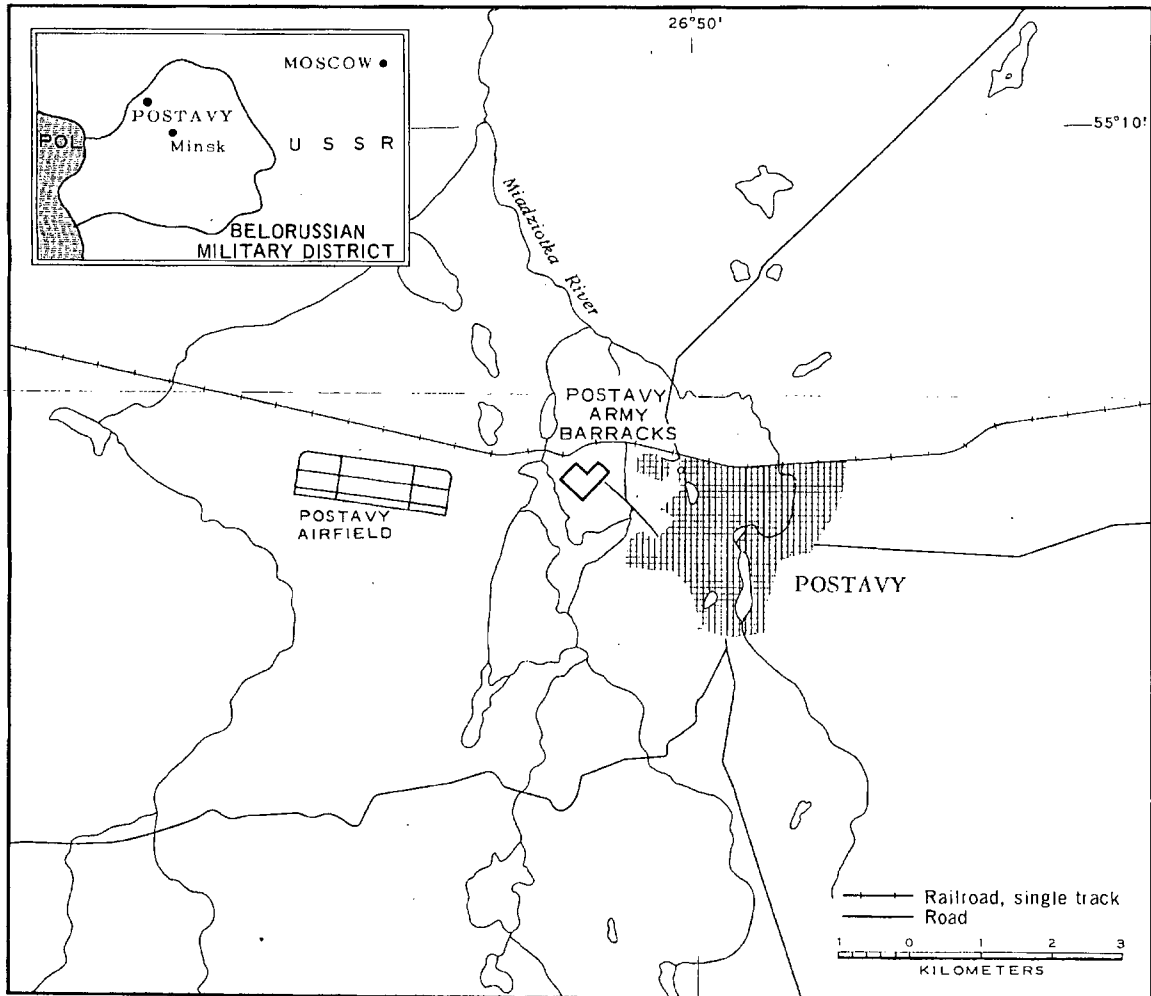 26°50'
55°10'
MOSCOW
POSTAVY
POL
Minsk
U S S R
BELORUSSIAN
MILITARY DISTRICT
Miadziotka River
POSTAVY
ARMY
BARRACKS
POSTAVY
AIRFIELD
POSTAVY
Railroad, single track
Road
1 0 1 2 3
KILOMETERS